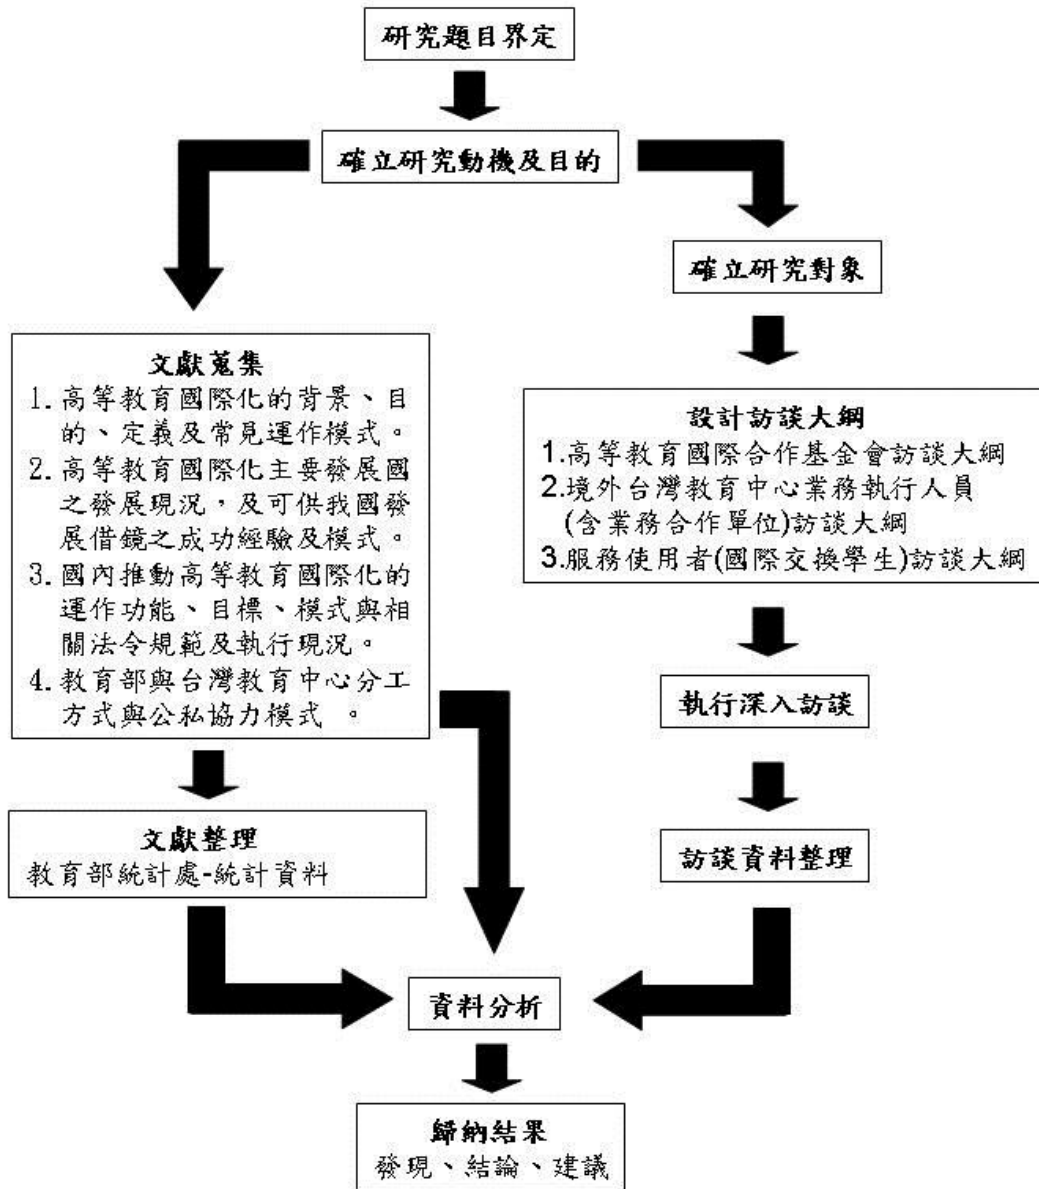 研究題目界定
確立研究動機及目的
確立研究對象
文獻蒐集
1. 高等教育國際化的背景、目
的、定義及常見運作模式。
2. 高等教育國際化主要發展國
之發展現況，及可供我國發
展借鏡之成功經驗及模式。
3. 國內推動高等教育國際化的
運作功能、目標、模式與相
關法令規範及執行現況。
4. 教育部與台灣教育中心分工
方式與公私協力模式 。
設計訪談大綱
1.高等教育國際合作基金會訪談大綱
2.境外台灣教育中心業務執行人員
(含業務合作單位)訪談大綱
3.服務使用者(國際交換學生)訪談大綱
執行深入訪談
文獻整理
教育部統計處-統計資料
訪談資料整理
資料分析
歸納結果
發現、結論、建議